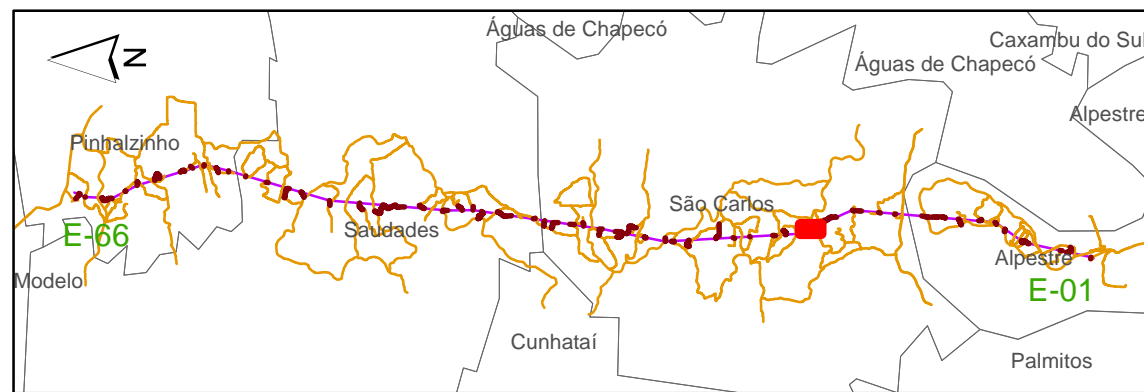 Águas de Chapecó
Caxambu do Sul
Águas de Chapecó
N
Alpestre
Pinhalzinho
São Carlos
E-66
Saudades
Alpestre
Modelo
E-01
Cunhataí
Palmitos